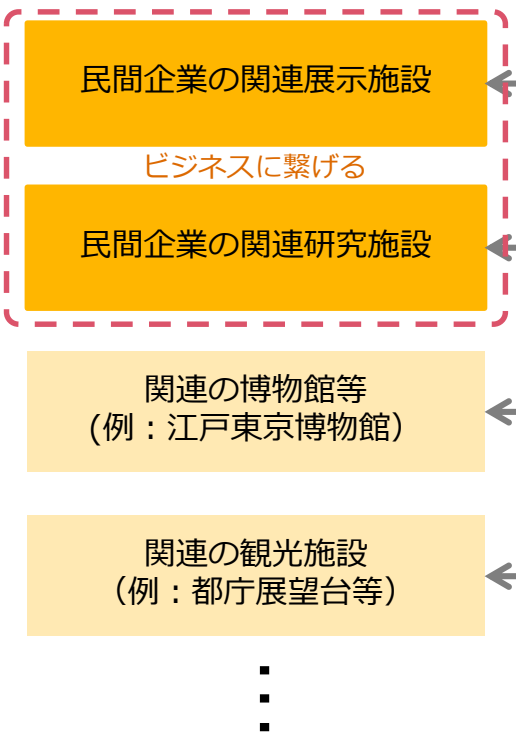 民間企業の関連展示施設
ビジネスに繋げる
民間企業の関連研究施設
関連の博物館等
(例：江戸東京博物館）
関連の観光施設
（例：都庁展望台等）